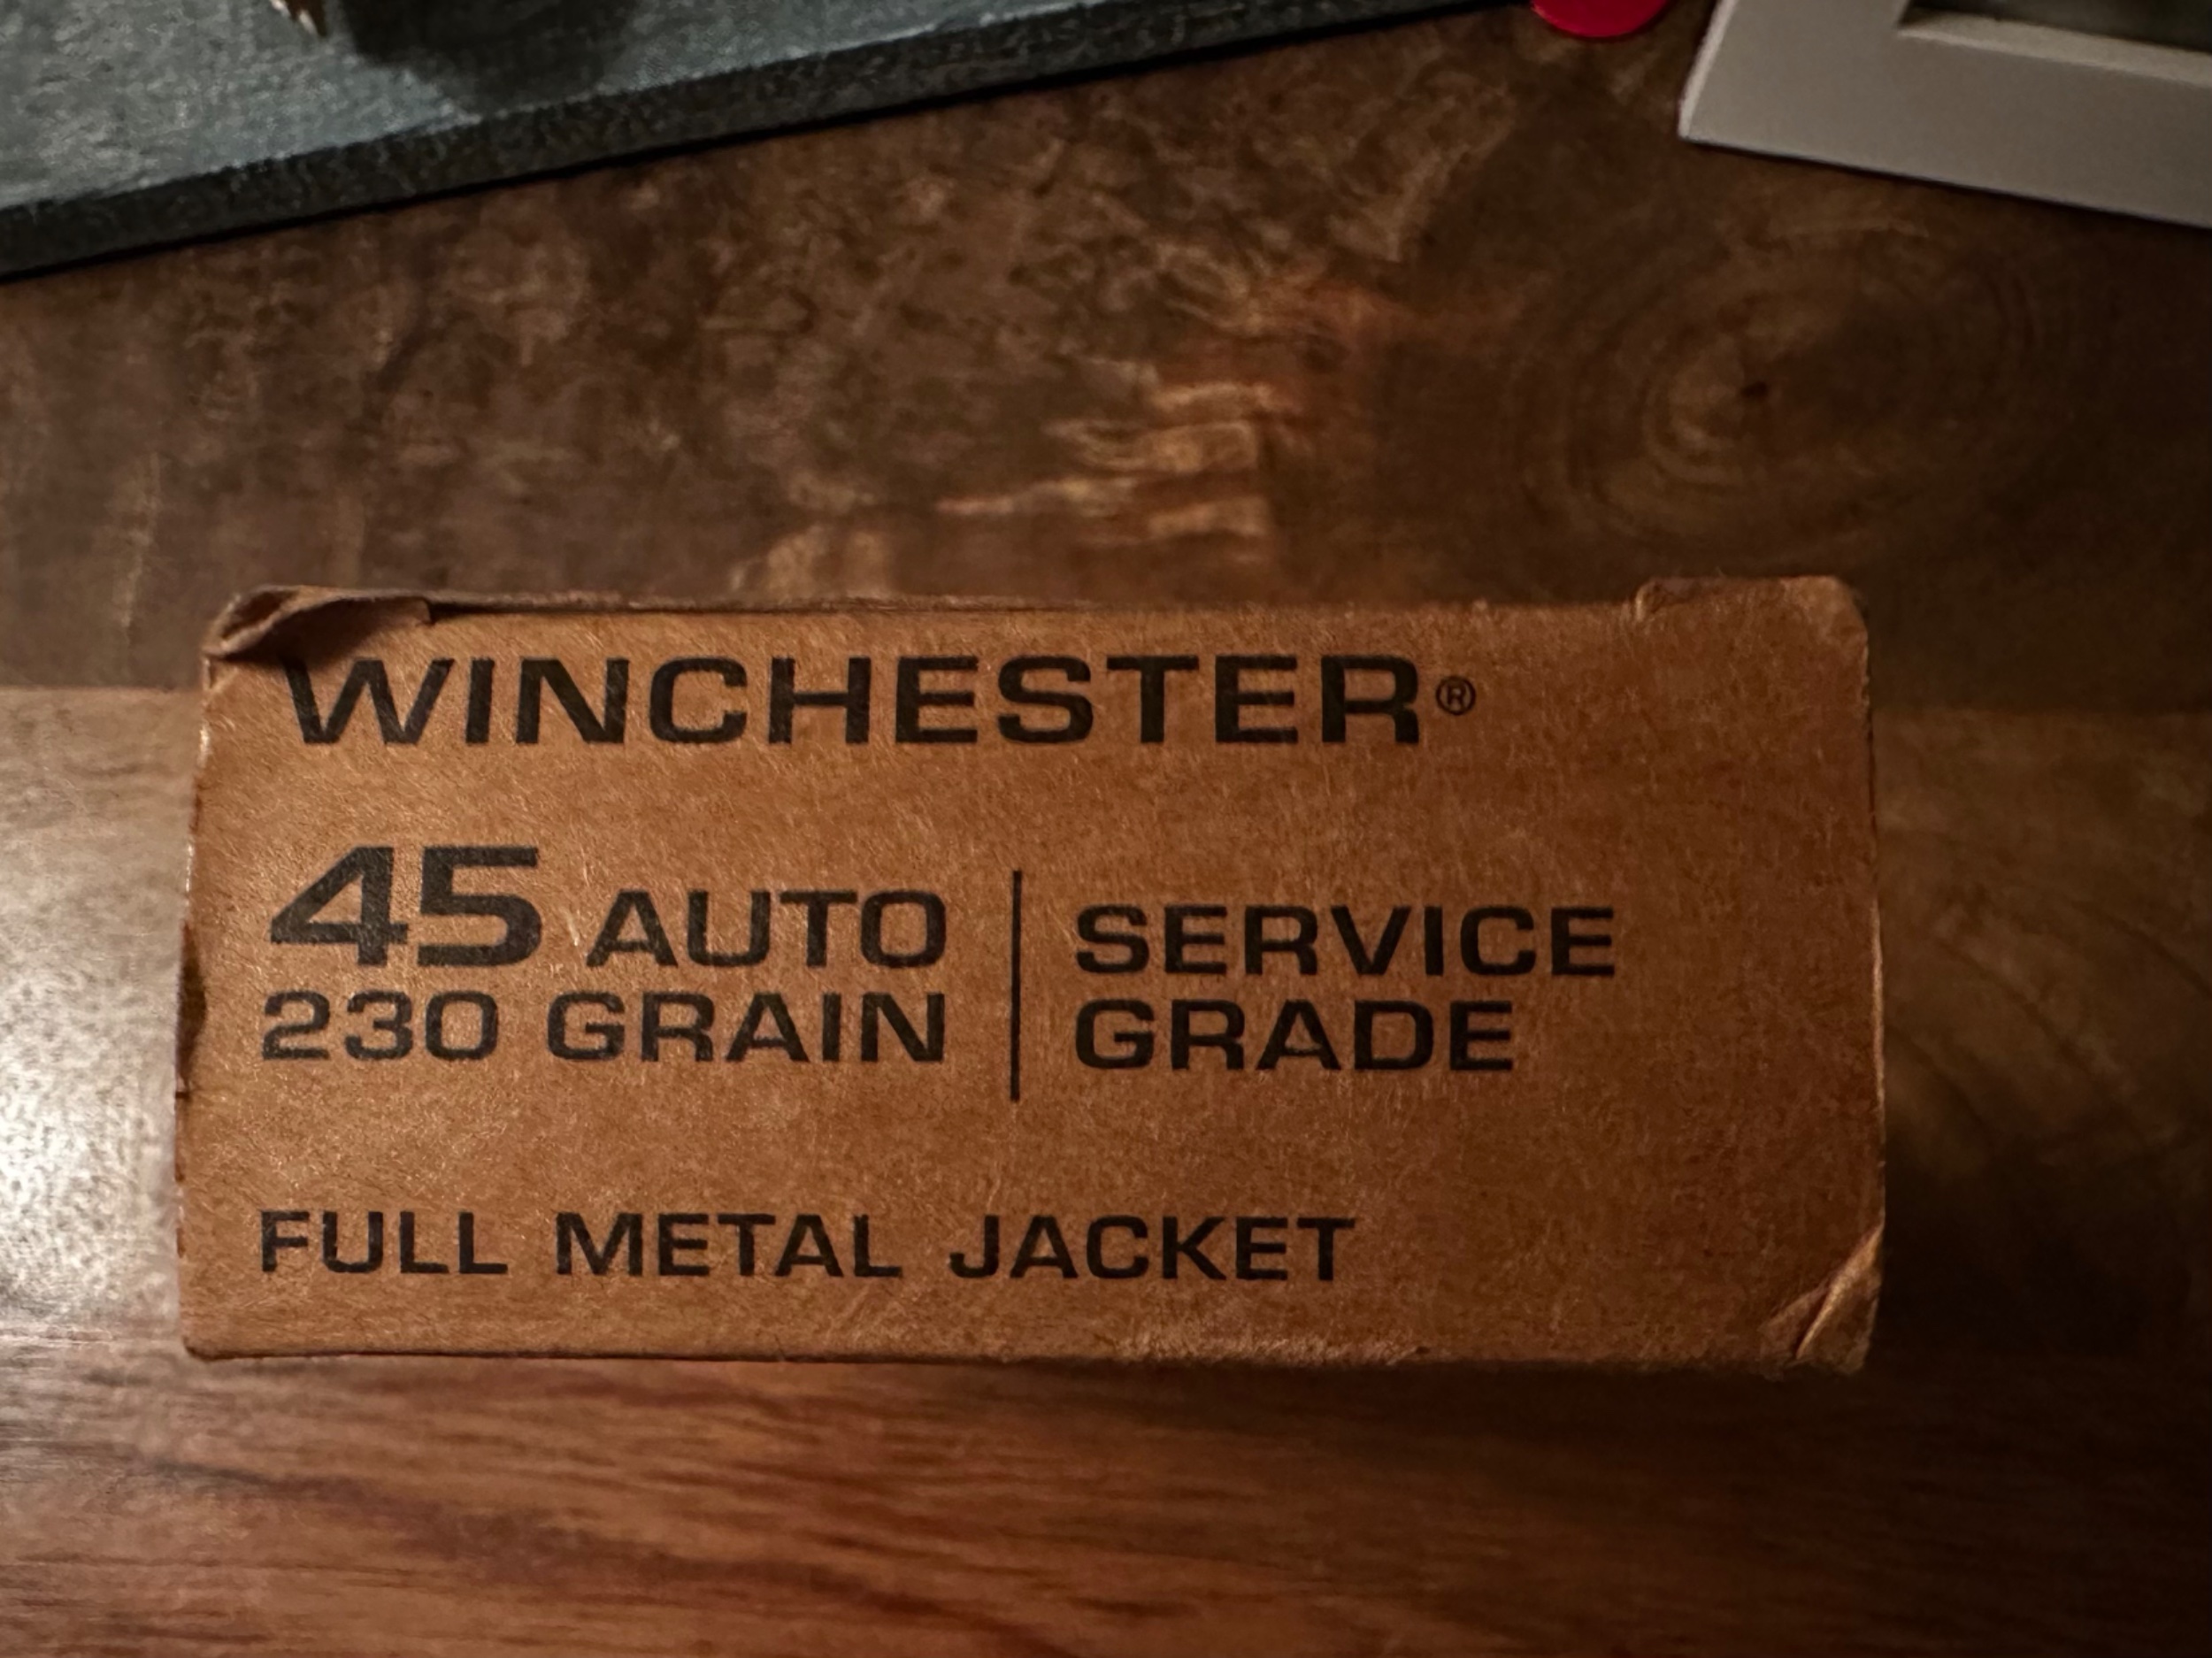 WINCHESTER®
45 AUTO
230 GRAIN
SERVICE
GRADE
FULL METAL JACKET